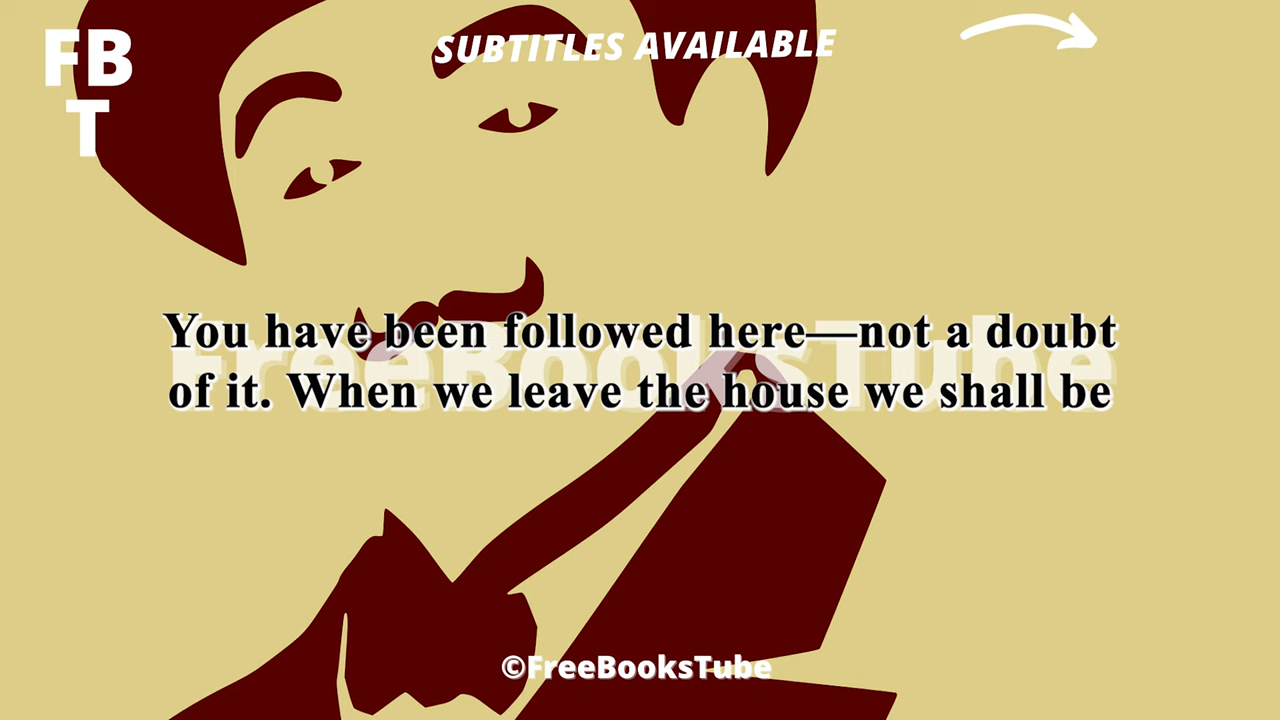 FB
T
SUBTITLES AVAILABLE
FreeBooksTube
You have been followed here—not a doubt
of it. When we leave the house we shall be
©FreeBooksTube